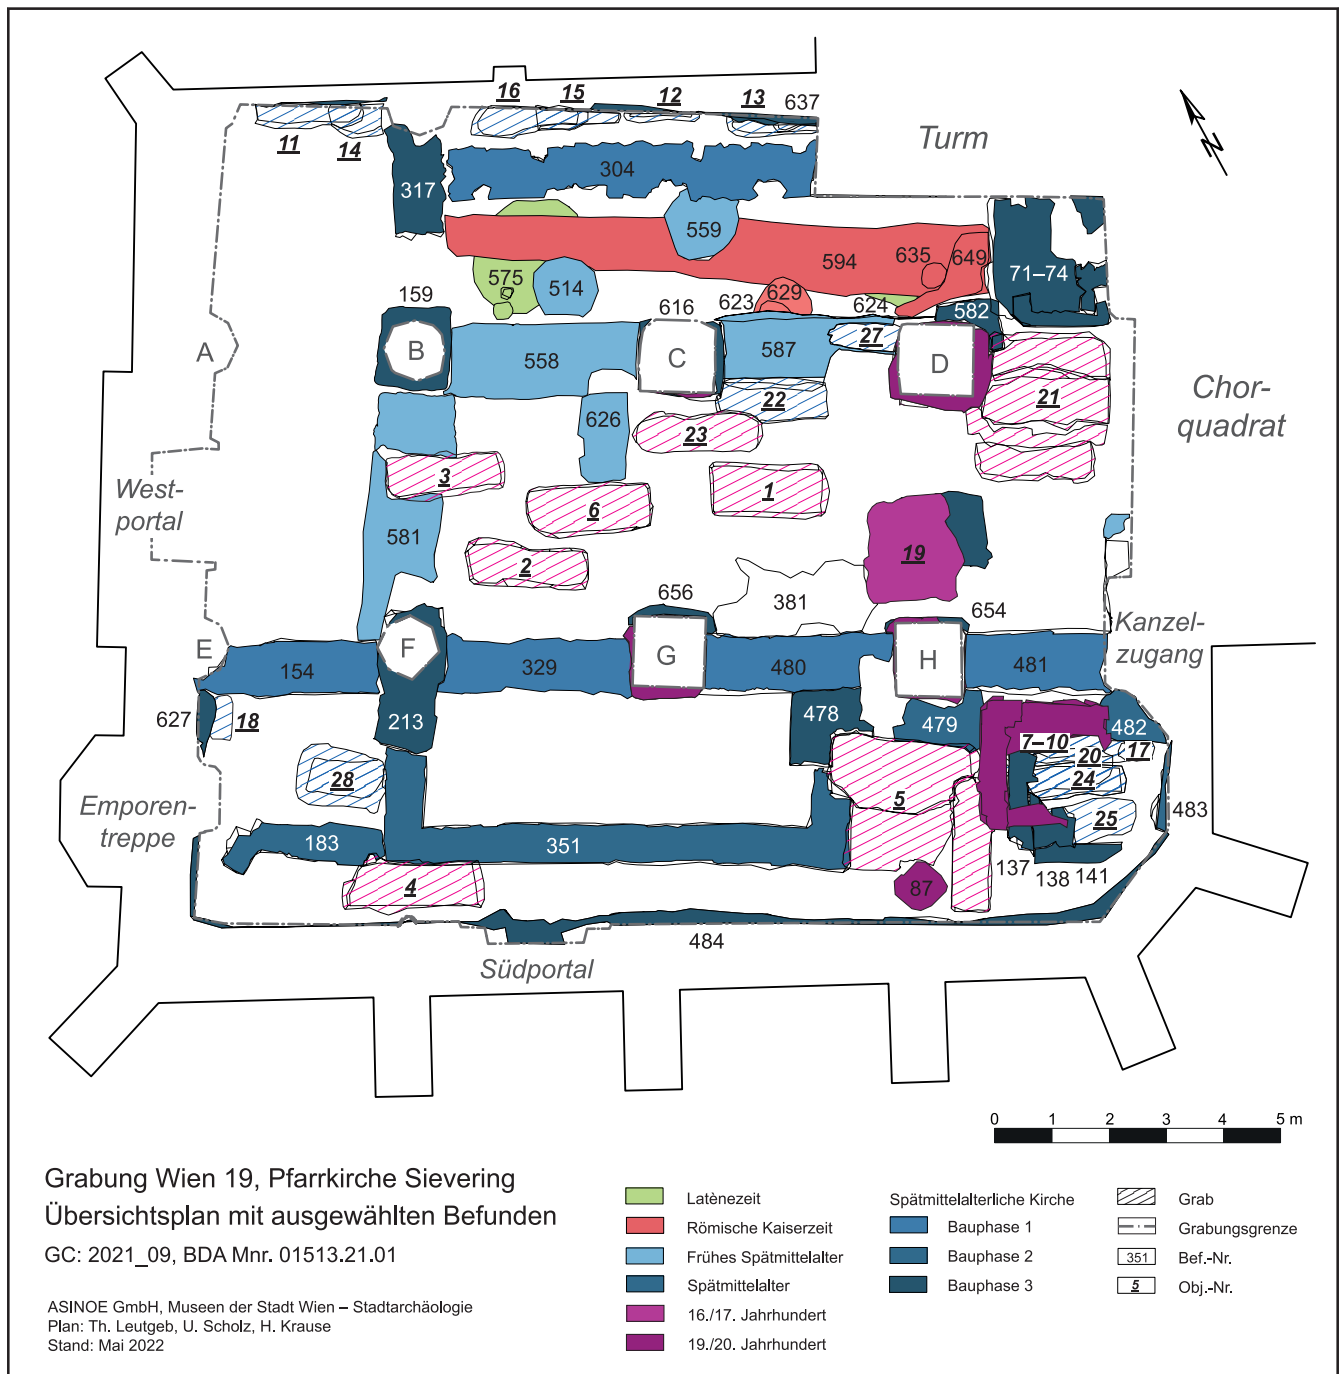 16 15 12 13 637
11 14
Turm
317 304
559
594 635 649 71–74
575 514
159 616 623 629 624 582
27
A B C D
558 587
22 21
Chor-
quadrat
626 23
3 1
West-
portal
6
581 19
2
381
656 654
Kanzel-
zugang
E F G H
154 329 480 481
627 18 213 478 479 482
7–10 20 17
28 24
5
Emporen-
treppe
25 483
183 351
4 87 137 138 141
484
Südportal
0 1 2 3 4 5 m
Grabung Wien 19, Pfarrkirche Sievering
Übersichtsplan mit ausgewählten Befunden
GC: 2021_09, BDA Mnr. 01513.21.01
ASINOE GmbH, Museen der Stadt Wien – Stadtarchäologie
Plan: Th. Leutgeb, U. Scholz, H. Krause
Stand: Mai 2022
Latènezeit
Römische Kaiserzeit
Frühes Spätmittelalter
Spätmittelalter
16./17. Jahrhundert
19./20. Jahrhundert
Spätmittelalterliche Kirche
Bauphase 1
Bauphase 2
Bauphase 3
Grab
Grabungsgrenze
351 Bef.-Nr.
5 Obj.-Nr.
N